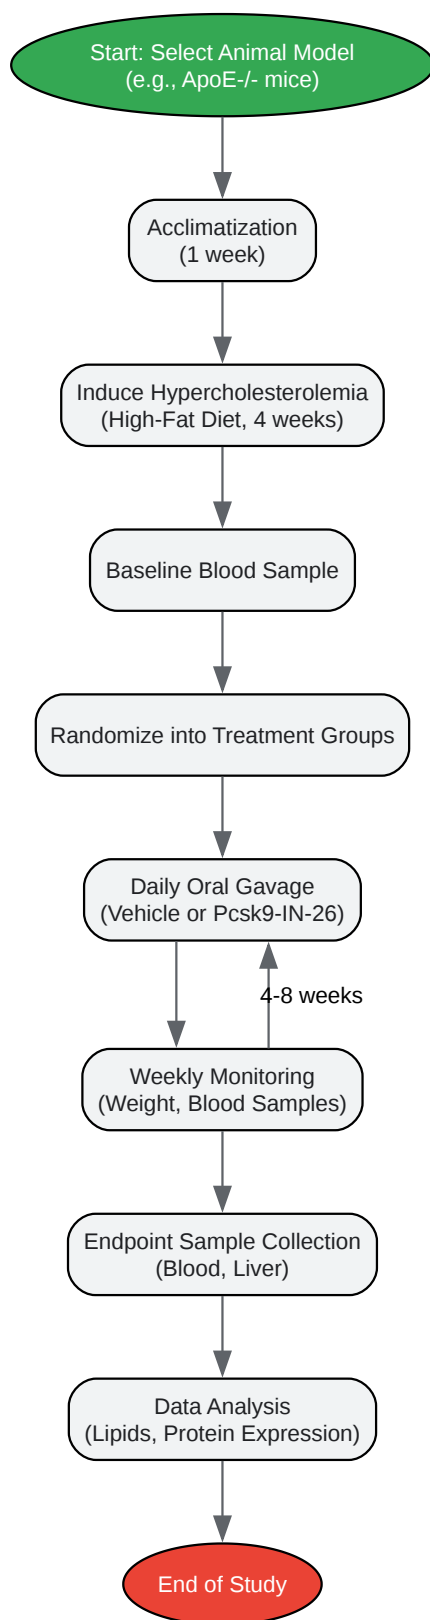 Start: Select Animal Model
(e.g., ApoE-/- mice)
Acclimatization
(1 week)
Induce Hypercholesterolemia
(High-Fat Diet, 4 weeks)
Baseline Blood Sample
Randomize into Treatment Groups
Daily Oral Gavage
(Vehicle or Pcsk9-IN-26)
4-8 weeks
Weekly Monitoring
(Weight, Blood Samples)
Endpoint Sample Collection
(Blood, Liver)
Data Analysis
(Lipids, Protein Expression)
End of Study